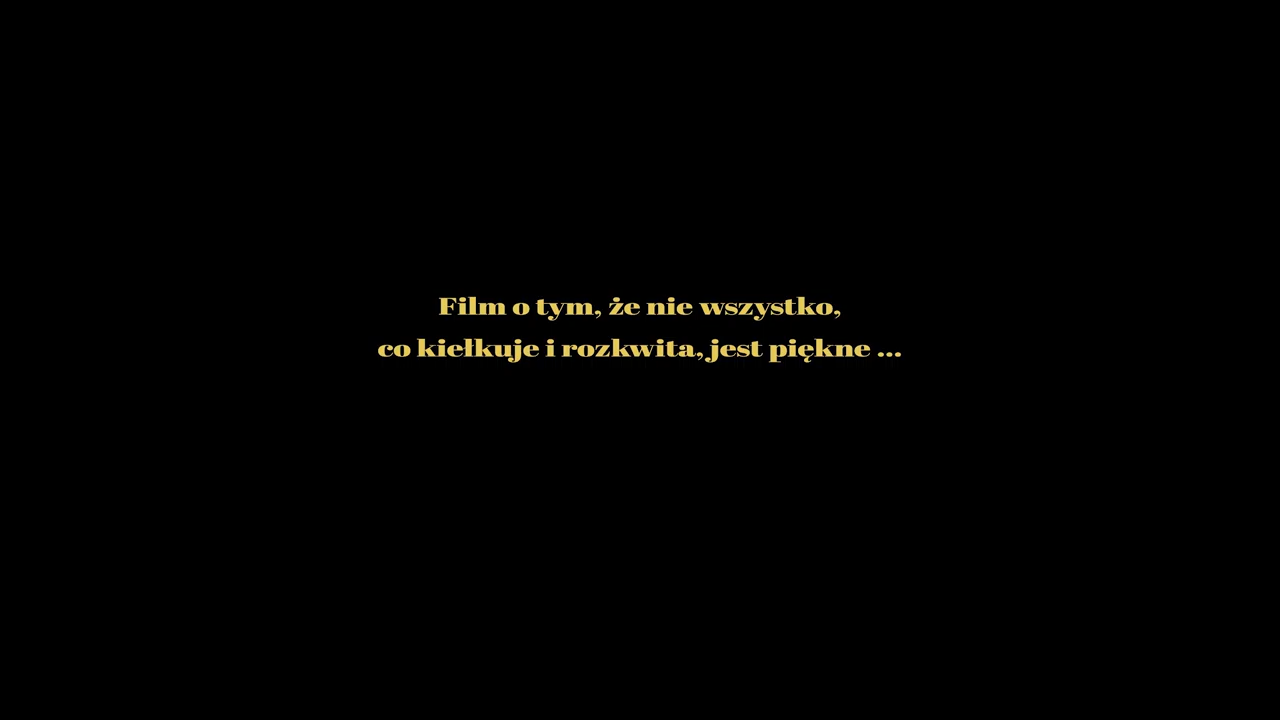 Film o tym, że nie wszystko,
co kiełkuje i rozkwita, jest piękne ...